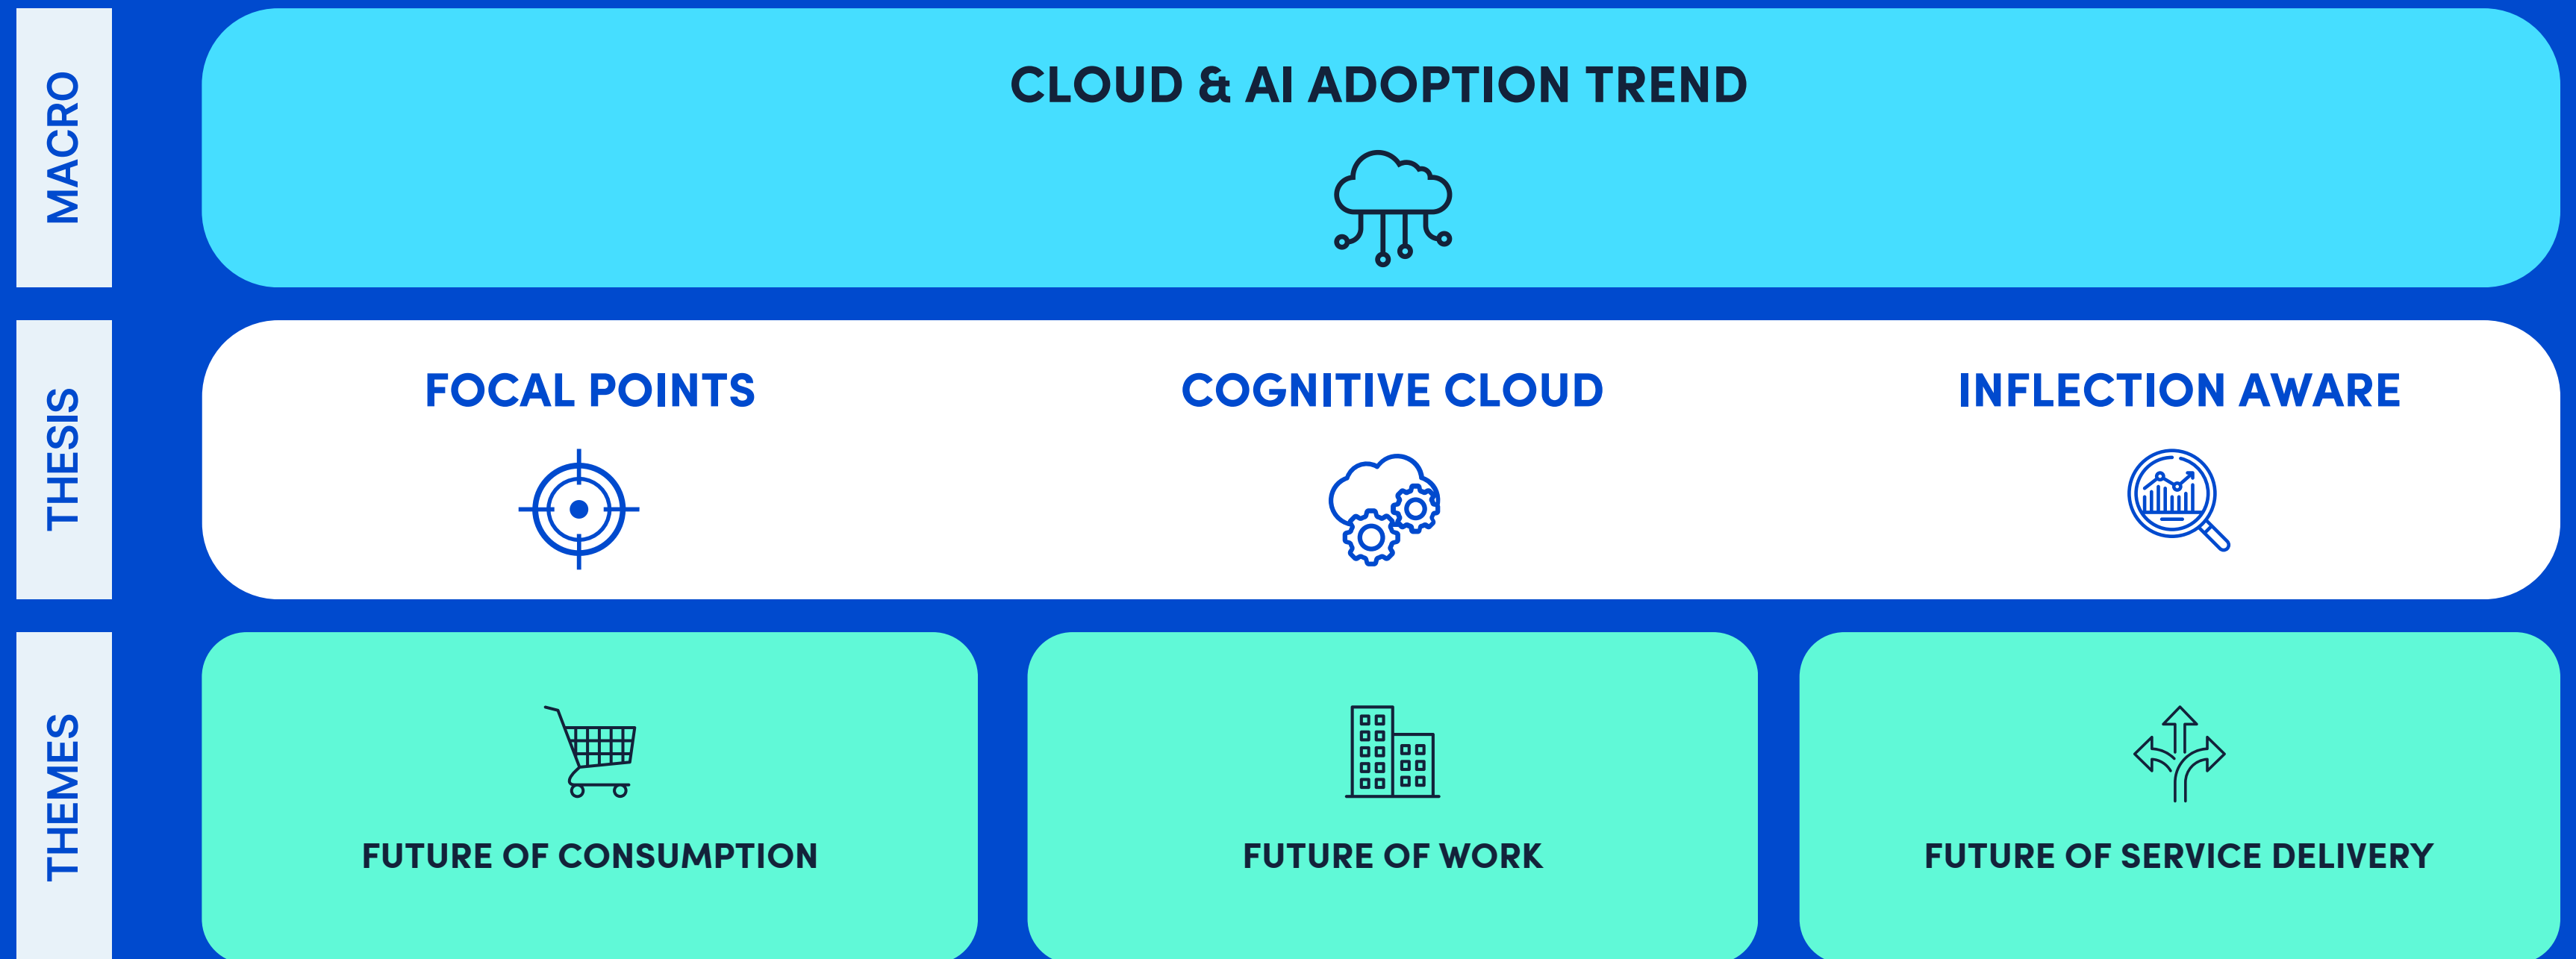 MACRO
CLOUD & AI ADOPTION TREND
THESIS
FOCAL POINTS
COGNITIVE CLOUD
INFLECTION AWARE
THEMES
FUTURE OF CONSUMPTION
FUTURE OF WORK
FUTURE OF SERVICE DELIVERY